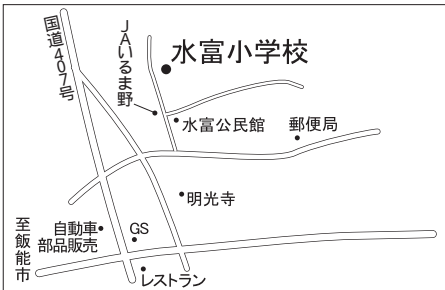 国道407号
JAいるま野
水富小学校
水富公民館
郵便局
明光寺
至飯能市
自動車
部品販売
GS
レストラン